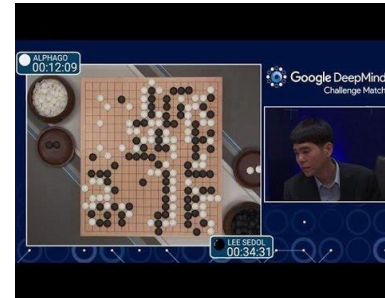 ALPHAGO
00:12:09
Google DeepMind
Challenge Match
LEE SEDOL
00:34:31